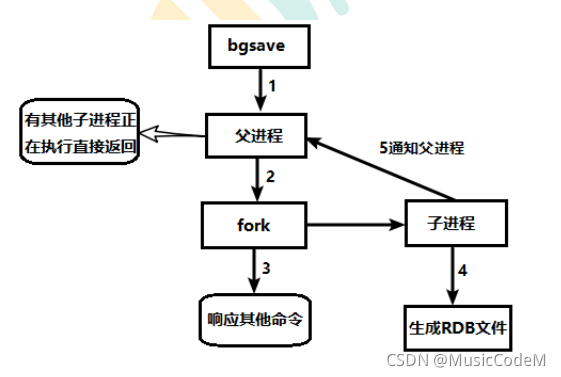 bgsave
1
有其他子进程正
在执行直接返回
父进程
5通知父进程
2
fork
子进程
3
4
响应其他命令
生成RDB文件
CSDN @MusicCodeM